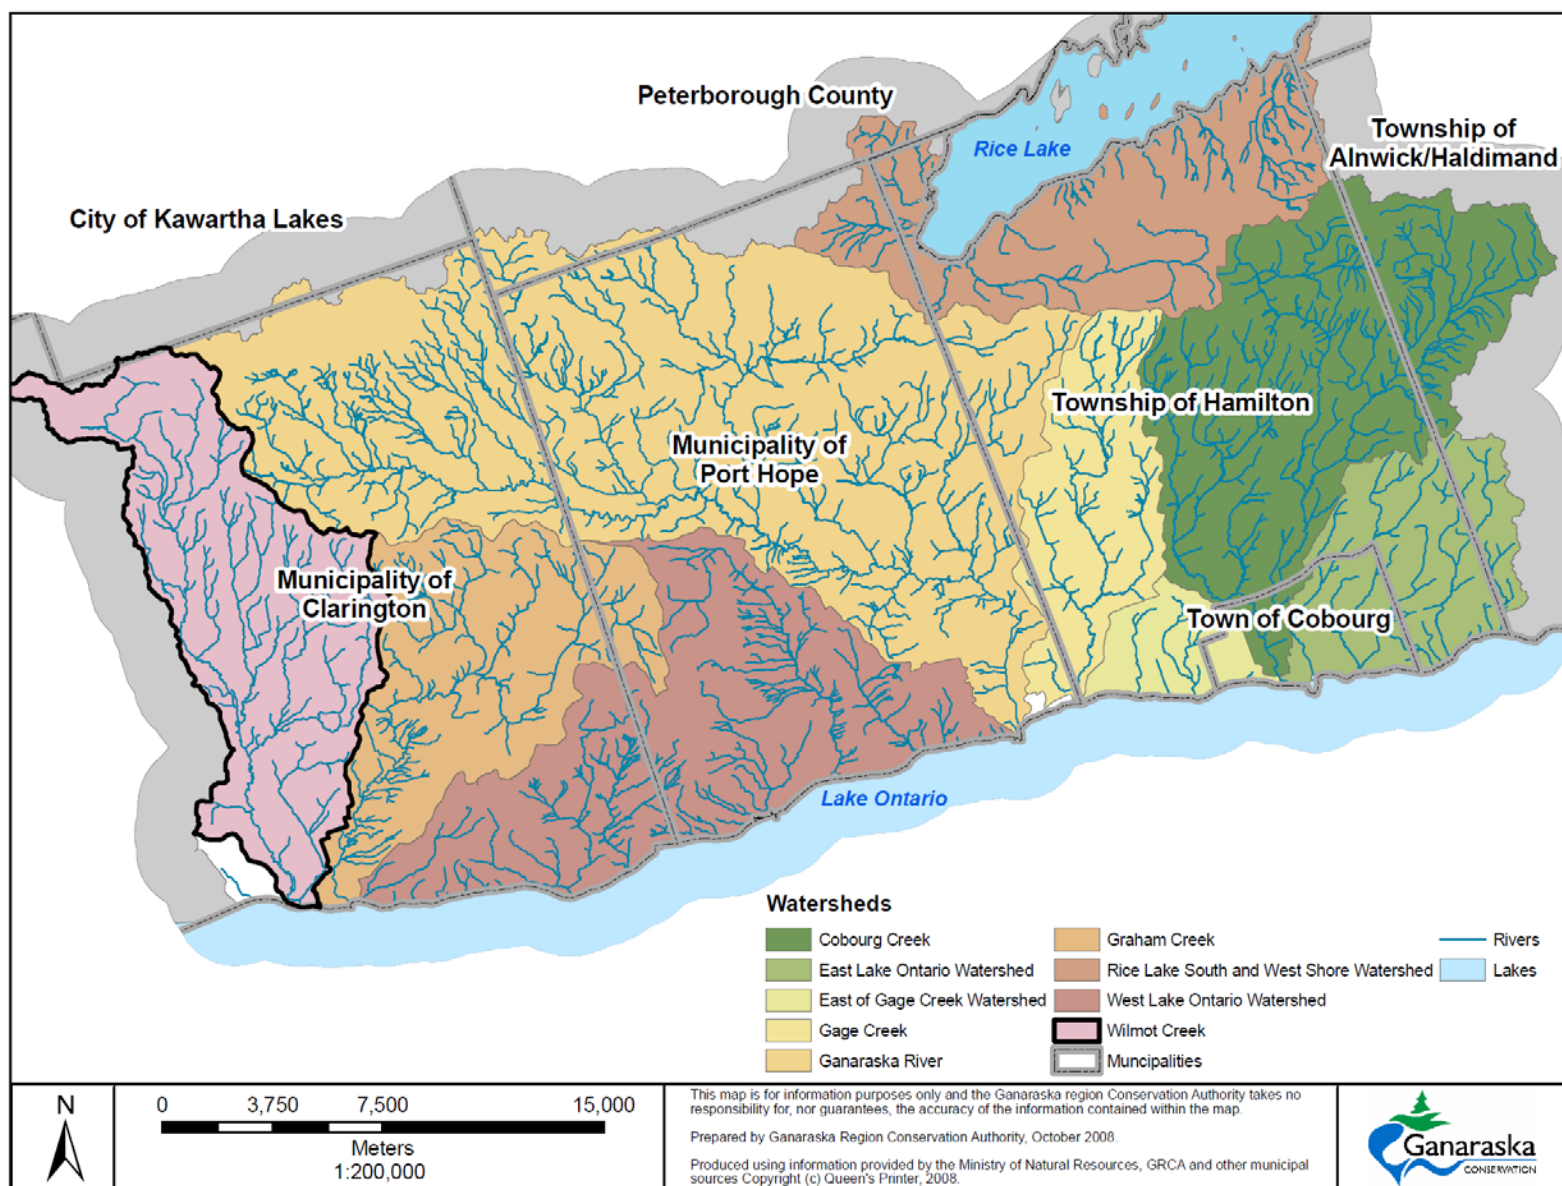 Peterborough County
Rice Lake
Township of
Alnwick/Haldimand
City of Kawartha Lakes
Township of Hamilton
Municipality of
Port Hope
Municipality of
Clarington
Town of Cobourg
Lake Ontario
Watersheds
Cobourg Creek
East Lake Ontario Watershed
East of Gage Creek Watershed
Gage Creek
Ganaraska River
Graham Creek
Rice Lake South and West Shore Watershed
West Lake Ontario Watershed
Wilmot Creek
Muncipalities
Rivers
Lakes
N
0 3,750 7,500 15,000
Meters
1:200,000
This map is for information purposes only and the Ganaraska region Conservation Authority takes no
responsibility for, nor guarantees, the accuracy of the information contained within the map.
Prepared by Ganaraska Region Conservation Authority, October 2008.
Produced using information provided by the Ministry of Natural Resources, GRCA and other municipal
sources Copyright (c) Queen's Printer, 2008.
Ganaraska
CONSERVATION